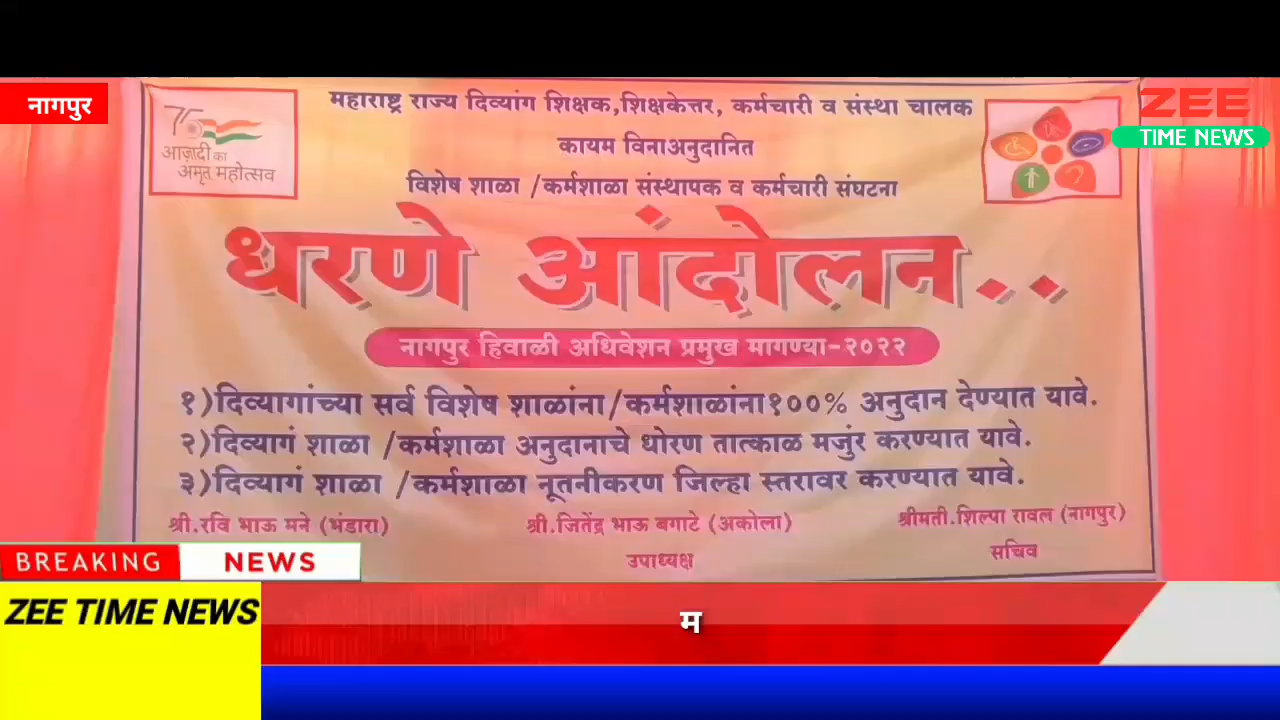 नागपुर
ZEE
TIME NEWS
75
आज़ादी का
अमृत महोत्सव
महाराष्ट्र राज्य दिव्यांग शिक्षक,शिक्षकेत्तर, कर्मचारी व संस्था चालक
कायम विनाअनुदानित
विशेष शाळा /कर्मशाळा संस्थापक व कर्मचारी संघटना
धरणे आंदोलन..
नागपुर हिवाळी अधिवेशन प्रमुख मागण्या-२०२२
१)दिव्यागांच्या सर्व विशेष शाळांना/कर्मशाळांना१००% अनुदान देण्यात यावे.
२)दिव्यागं शाळा /कर्मशाळा अनुदानाचे धोरण तात्काळ मजुंर करण्यात यावे.
३)दिव्यागं शाळा /कर्मशाळा नूतनीकरण जिल्हा स्तरावर करण्यात यावे.
श्री.रवि भाऊ मने (भंडारा) श्री.जितेंद्र भाऊ बगाटे (अकोला) श्रीमती.शिल्पा रावल (नागपुर)
उपाध्यक्ष सचिव
BREAKING NEWS
ZEE TIME NEWS
म